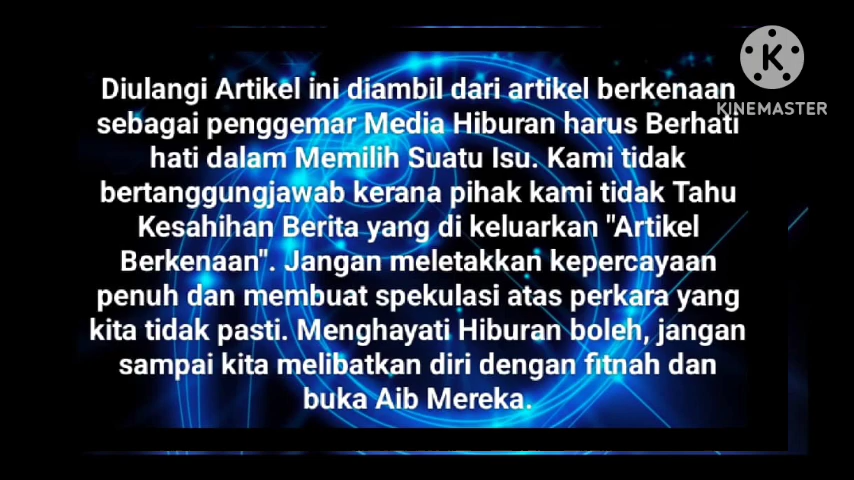 Diulangi Artikel ini diambil dari artikel berkenaan
sebagai penggemar Media Hiburan harus Berhati
hati dalam Memilih Suatu Isu. Kami tidak
bertanggungjawab kerana pihak kami tidak Tahu
Kesahihan Berita yang di keluarkan "Artikel
Berkenaan". Jangan meletakkan kepercayaan
penuh dan membuat spekulasi atas perkara yang
kita tidak pasti. Menghayati Hiburan boleh, jangan
sampai kita melibatkan diri dengan fitnah dan
buka Aib Mereka.
K
KINEMASTER